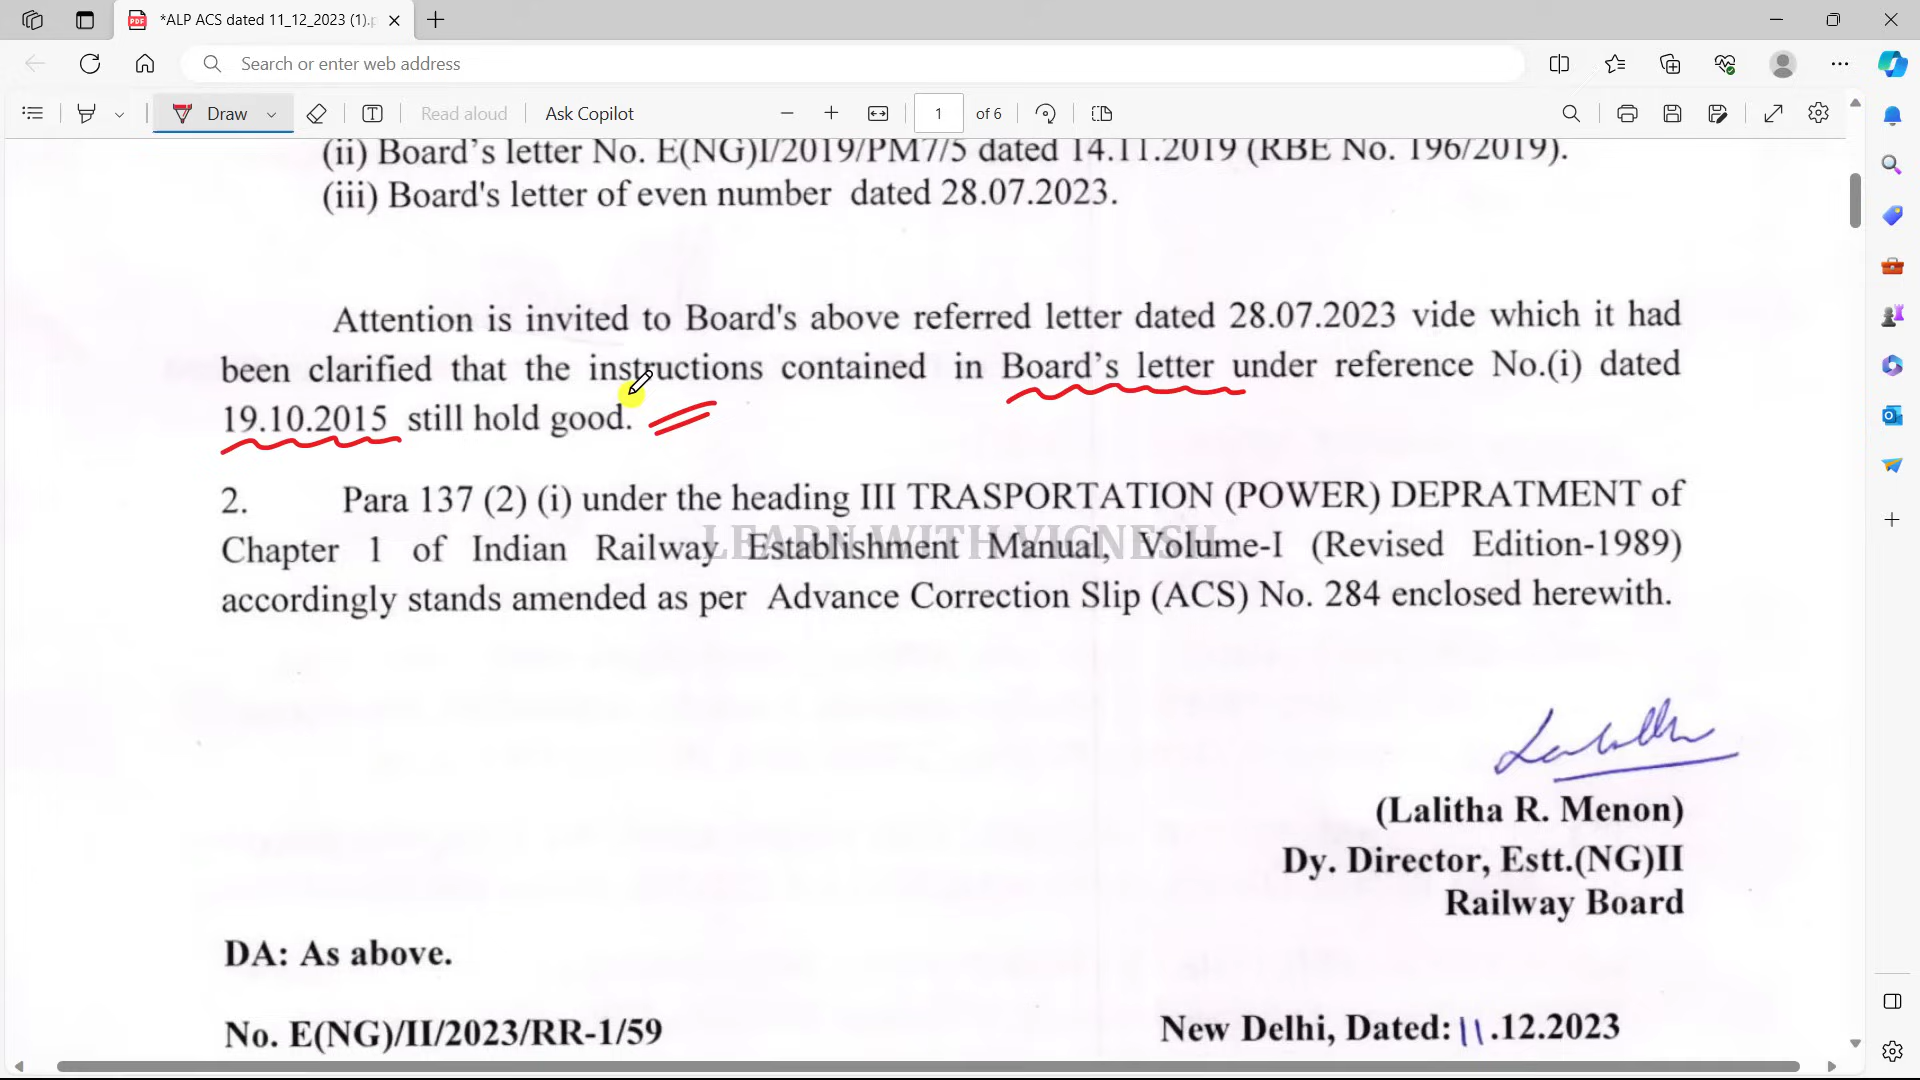 *ALP ACS dated 11_12_2023 (1).p
Search or enter web address
Draw
Read aloud
Ask Copilot
1
of 6
(ii) Board's letter No. E(NG)I/2019/PM7/5 dated 14.11.2019 (RBE No. 196/2019).
(iii) Board's letter of even number dated 28.07.2023.
Attention is invited to Board's above referred letter dated 28.07.2023 vide which it had
been clarified that the instructions contained in Board's letter under reference No.(i) dated
19.10.2015 still hold good.
2. Para 137 (2) (i) under the heading III TRASPORTATION (POWER) DEPRATMENT of
LEARN WITH VIGNESH
Chapter 1 of Indian Railway Establishment Manual, Volume-I (Revised Edition-1989)
accordingly stands amended as per Advance Correction Slip (ACS) No. 284 enclosed herewith.
(Lalitha R. Menon)
Dy. Director, Estt.(NG)II
Railway Board
DA: As above.
No. E(NG)/II/2023/RR-1/59
New Delhi, Dated: 11.12.2023